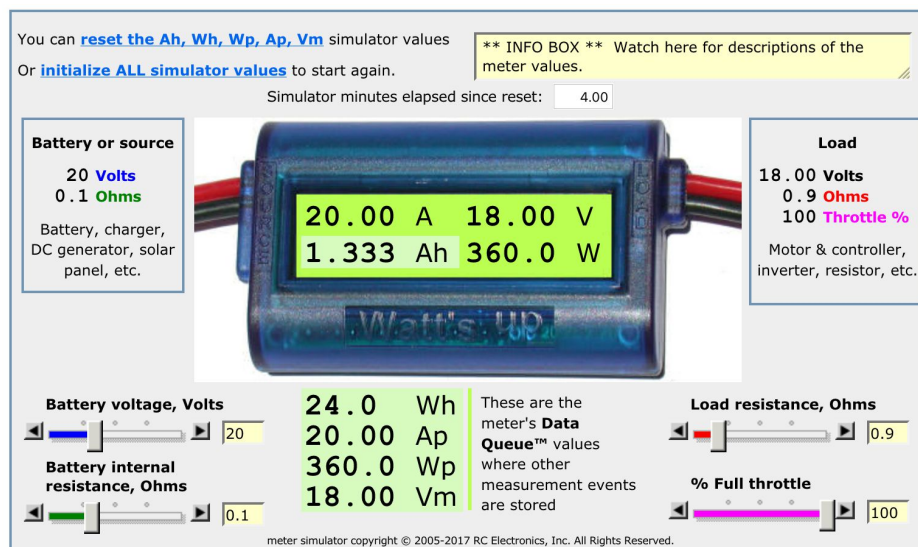 You can reset the Ah, Wh, Wp, Ap, Vm simulator values
Or initialize ALL simulator values to start again.
** INFO BOX **  Watch here for descriptions of the
meter values.
Simulator minutes elapsed since reset: 4.00
Battery or source
20 Volts
0.1 Ohms
Battery, charger,
DC generator, solar
panel, etc.
SOURCE
20.00 A 18.00 V
1.333 Ah 360.0 W
LOAD
Watt's up
Load
18.00 Volts
0.9 Ohms
100 Throttle %
Motor & controller,
inverter, resistor, etc.
Battery voltage, Volts
20
Battery internal
resistance, Ohms
0.1
24.0 Wh
20.00 Ap
360.0 Wp
18.00 Vm
These are the
meter's Data
Queue™ values
where other
measurement events
are stored
Load resistance, Ohms
0.9
% Full throttle
100
meter simulator copyright © 2005-2017 RC Electronics, Inc. All Rights Reserved.